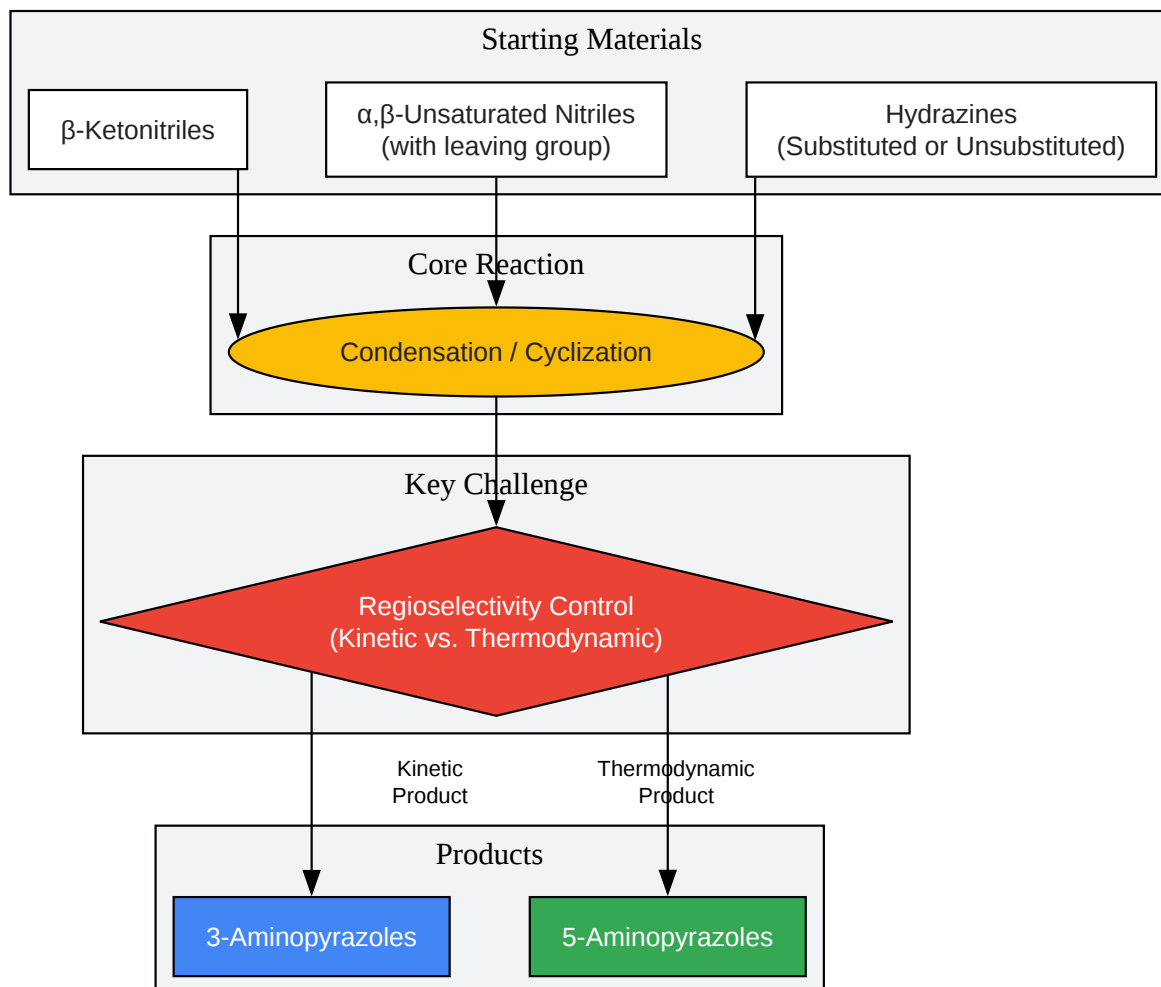 Starting Materials
β-Ketonitriles
α,β-Unsaturated Nitriles
(with leaving group)
Hydrazines
(Substituted or Unsubstituted)
Core Reaction
Condensation / Cyclization
Key Challenge
Regioselectivity Control
(Kinetic vs. Thermodynamic)
Kinetic
Product
Thermodynamic
Product
Products
3-Aminopyrazoles
5-Aminopyrazoles